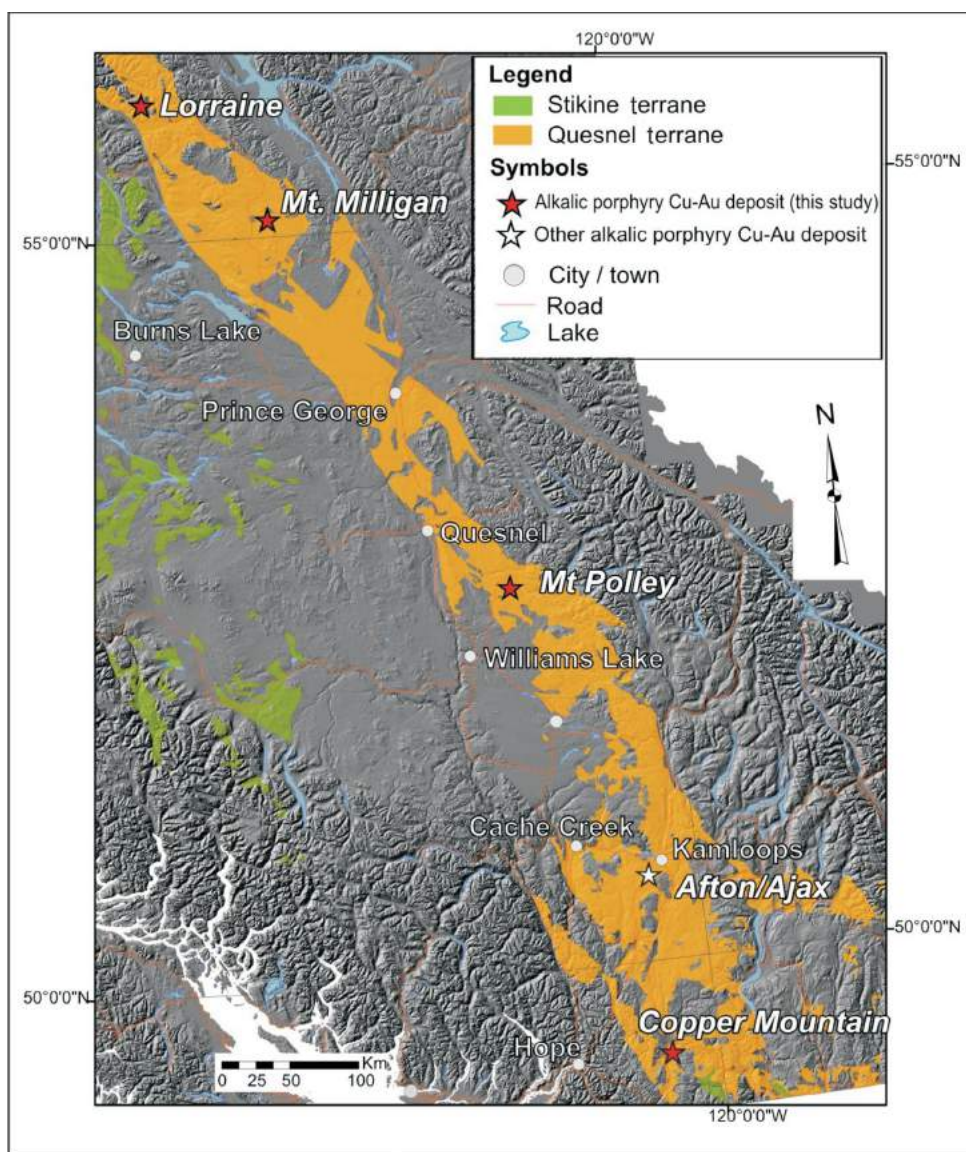 120°0'0"W
Legend
Stikine terrane
Quesnel terrane
Symbols
Alkalic porphyry Cu-Au deposit (this study)
Other alkalic porphyry Cu-Au deposit
City / town
Road
Lake
55°0'0"N
Lorraine
Mt. Milligan
55°0'0"N
Burns Lake
Prince George
N
Quesnel
Mt Polley
Williams Lake
Cache Creek
Kamloops
Afton/Ajax
50°0'0"N
50°0'0"N
Copper Mountain
Hope
Km
0 25 50 100
120°0'0"W